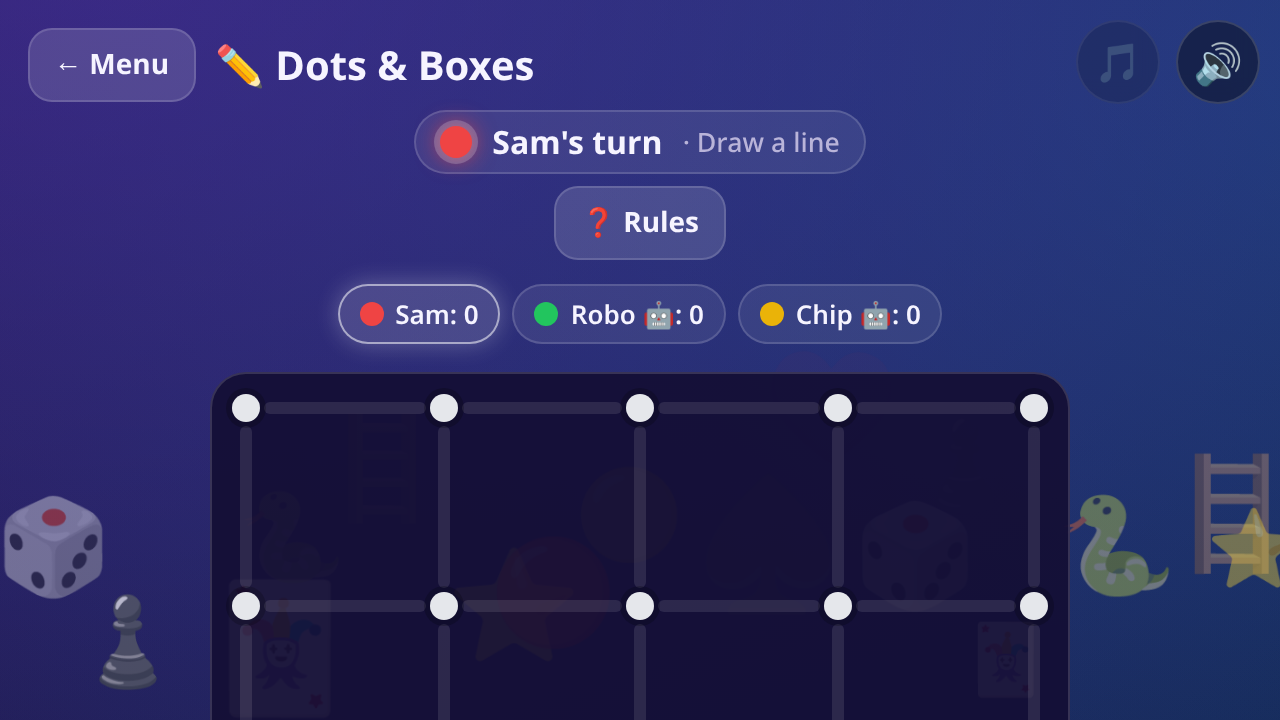 ← Menu
✏️ Dots & Boxes
Sam's turn · Draw a line
❓ Rules
Sam: 0
Robo 🤖: 0
Chip 🤖: 0